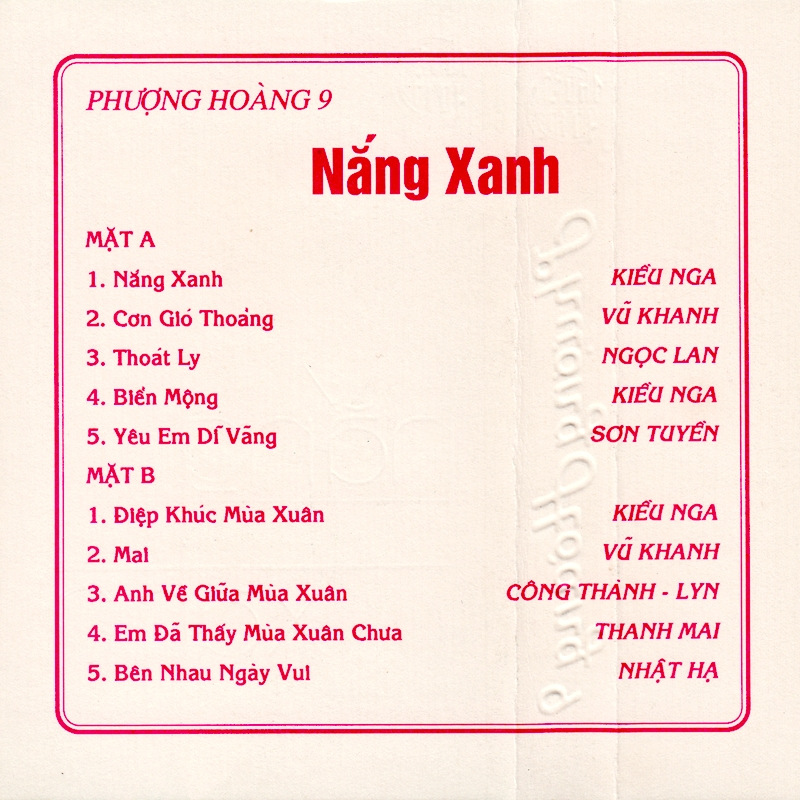 PHƯỢNG HOÀNG 9
Nắng Xanh
MẶT A
1. Nắng Xanh KIỀU NGA
2. Cơn Gió Thoảng VŨ KHANH
3. Thoát Ly NGỌC LAN
4. Biển Mộng KIỀU NGA
5. Yêu Em Dĩ Vãng SƠN TUYỀN
MẶT B
1. Điệp Khúc Mùa Xuân KIỀU NGA
2. Mai VŨ KHANH
3. Anh Về Giữa Mùa Xuân CÔNG THÀNH - LYN
4. Em Đã Thấy Mùa Xuân Chưa THANH MAI
5. Bên Nhau Ngày Vui NHẬT HẠ
Phượng Hoàng 9